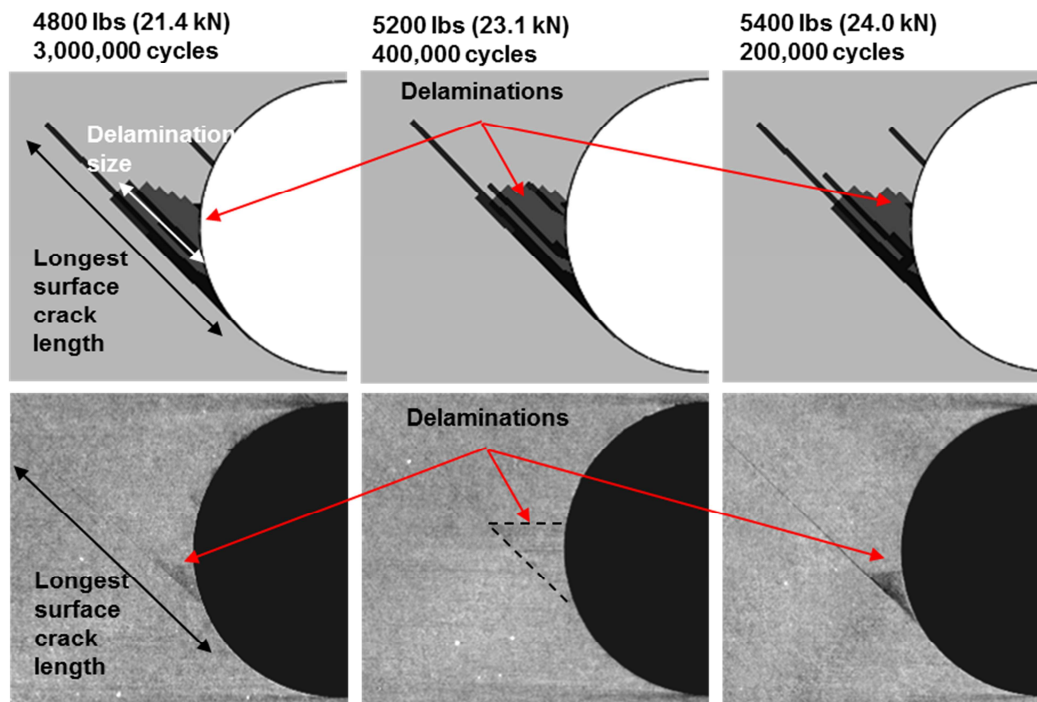 4800 lbs (21.4 kN)
3,000,000 cycles
5200 lbs (23.1 kN)
400,000 cycles
5400 lbs (24.0 kN)
200,000 cycles
Delamination
size
Longest
surface
crack
length
Delaminations
Longest
surface
crack
length
Delaminations